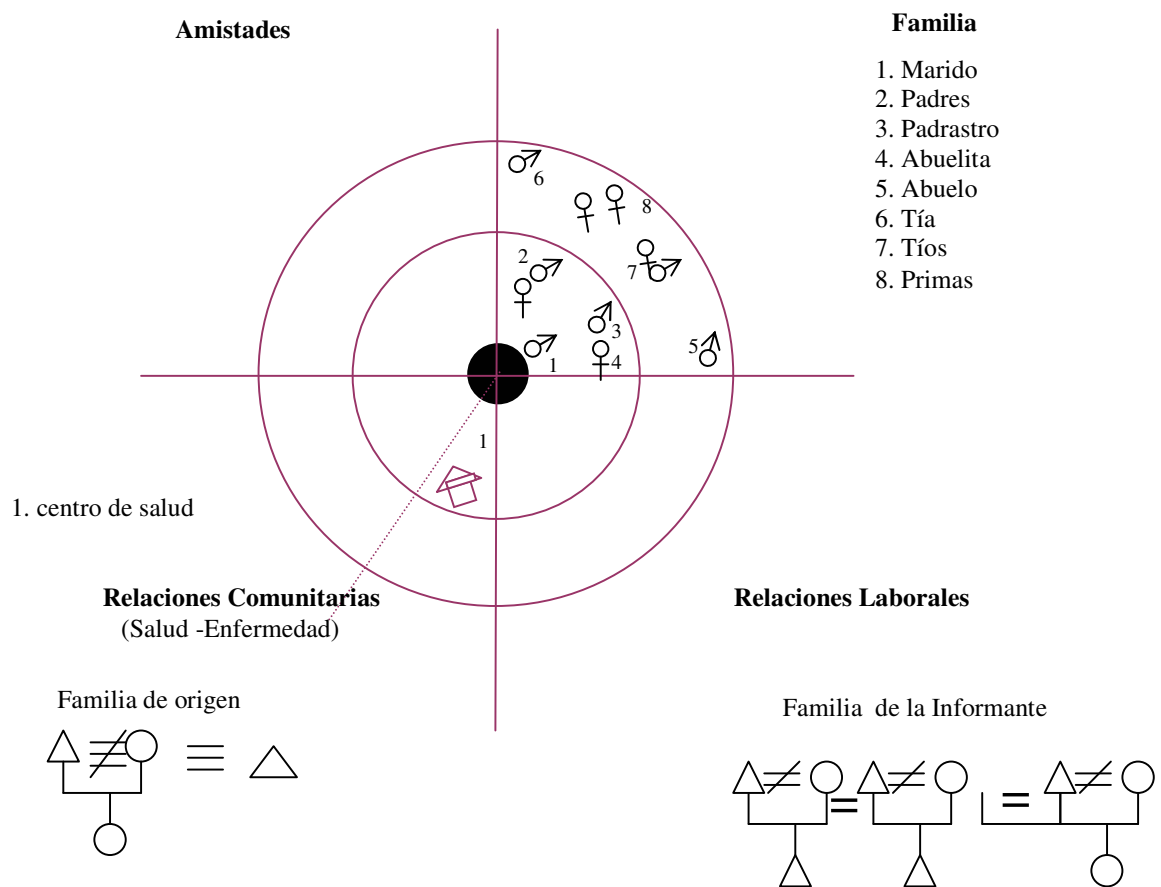 Amistades
Familia
1. Marido
2. Padres
3. Padrastro
4. Abuelita
5. Abuelo
6. Tía
7. Tíos
8. Primas
6
8
2
7
3
5
1
4
1
1. centro de salud
Relaciones Comunitarias
(Salud -Enfermedad)
Relaciones Laborales
Familia de origen
Familia de la Informante